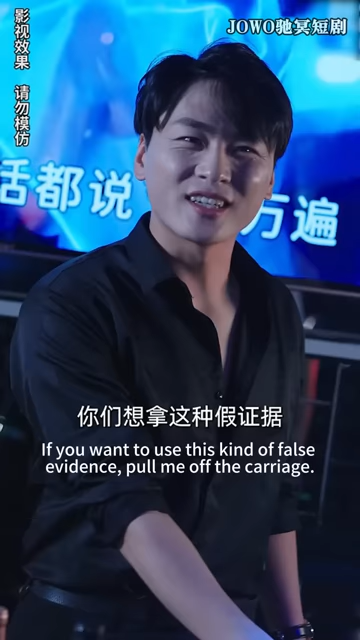 JOWO驰冥短剧
影视效果 请勿模仿
话都说 万遍
你们想拿这种假证据
If you want to use this kind of false
evidence, pull me off the carriage.